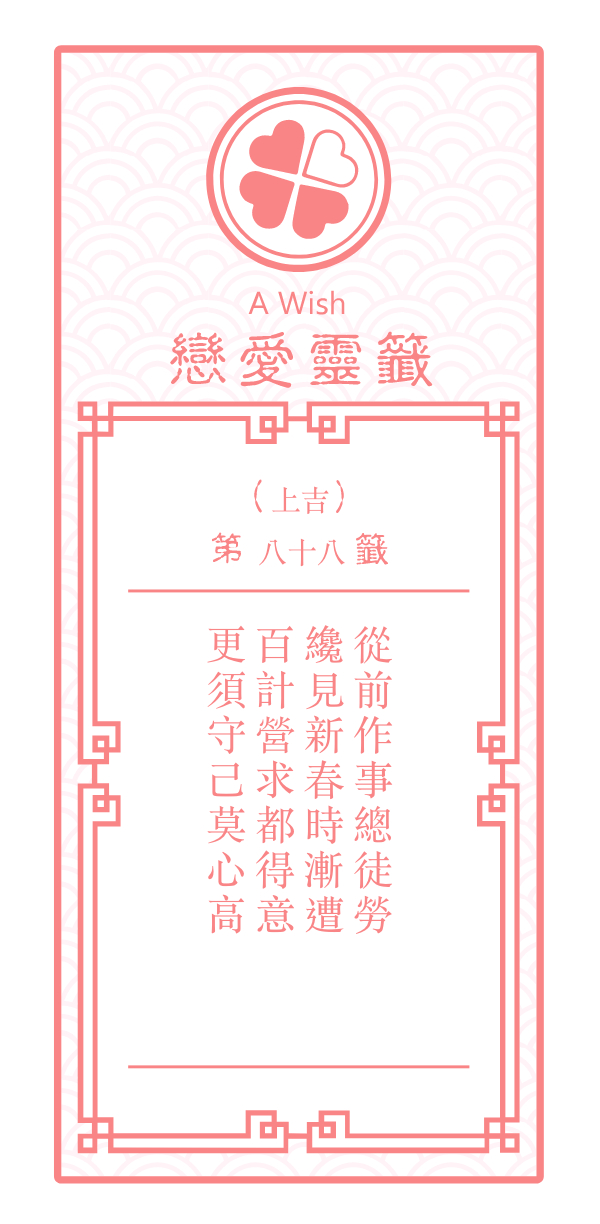 A Wish
戀愛靈籤
（上吉）
第 八十八 籤
從前作事總徒勞
纔見新春時漸遭
百計營求都得意
更須守己莫心高